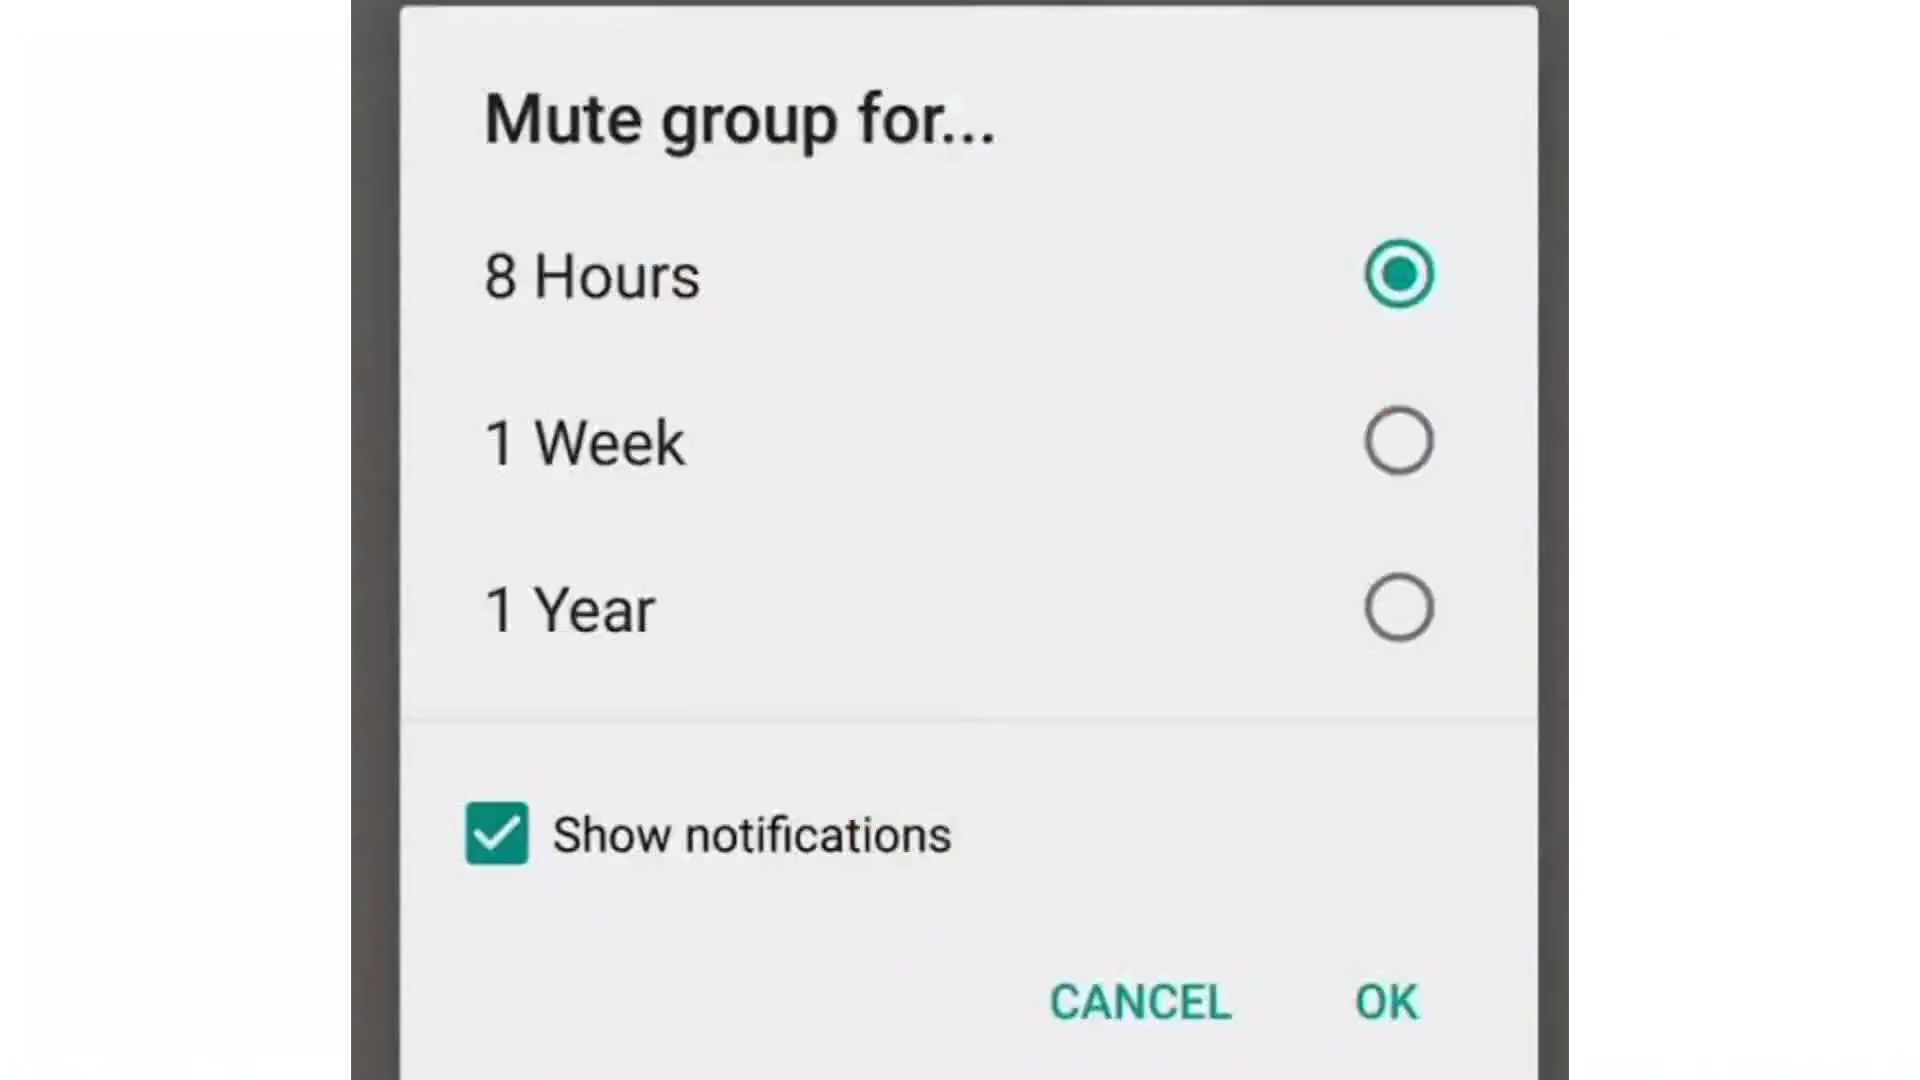 Mute group for...
8 Hours
1 Week
1 Year
Show notifications
CANCEL OK